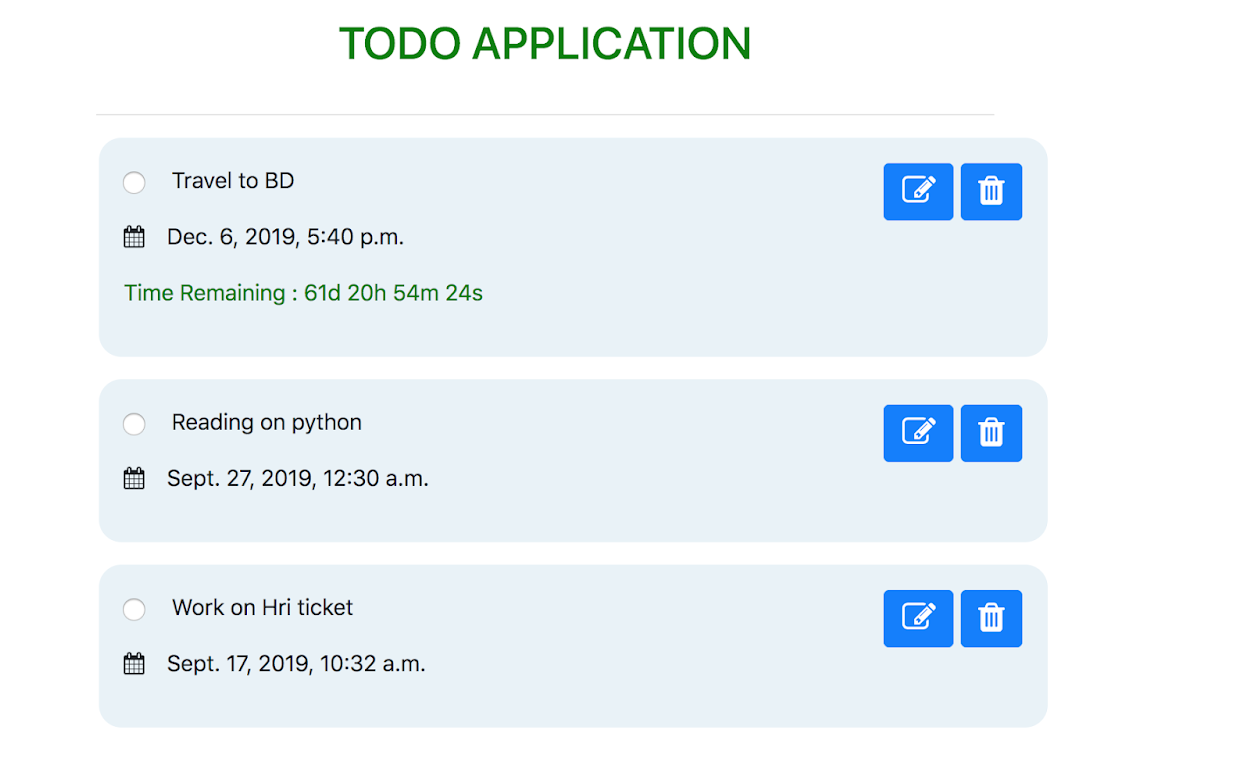 TODO APPLICATION
Travel to BD
Dec. 6, 2019, 5:40 p.m.
Time Remaining : 61d 20h 54m 24s
Reading on python
Sept. 27, 2019, 12:30 a.m.
Work on Hri ticket
Sept. 17, 2019, 10:32 a.m.